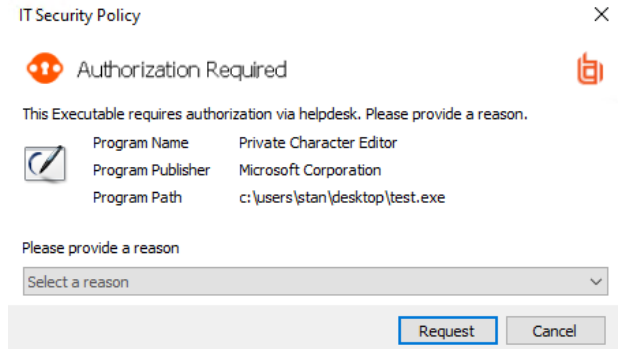 IT Security Policy
Authorization Required
This Executable requires authorization via helpdesk. Please provide a reason.
Program Name Private Character Editor
Program Publisher Microsoft Corporation
Program Path c:\users\stan\desktop\test.exe
Please provide a reason
Select a reason
Request Cancel